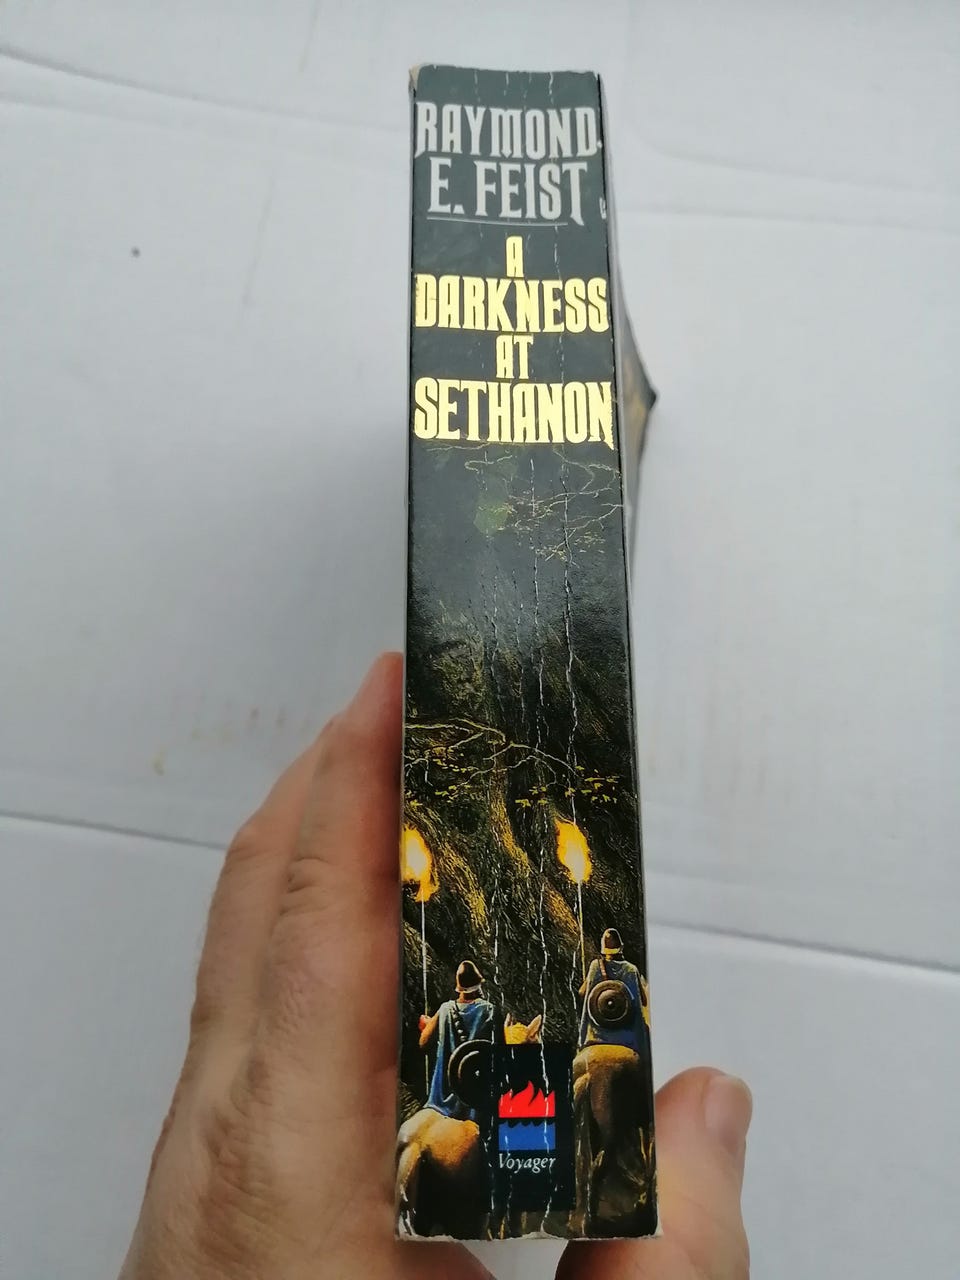 RAYMOND
E. FEIST
A
DARKNESS
AT
SETHANON
Voyager